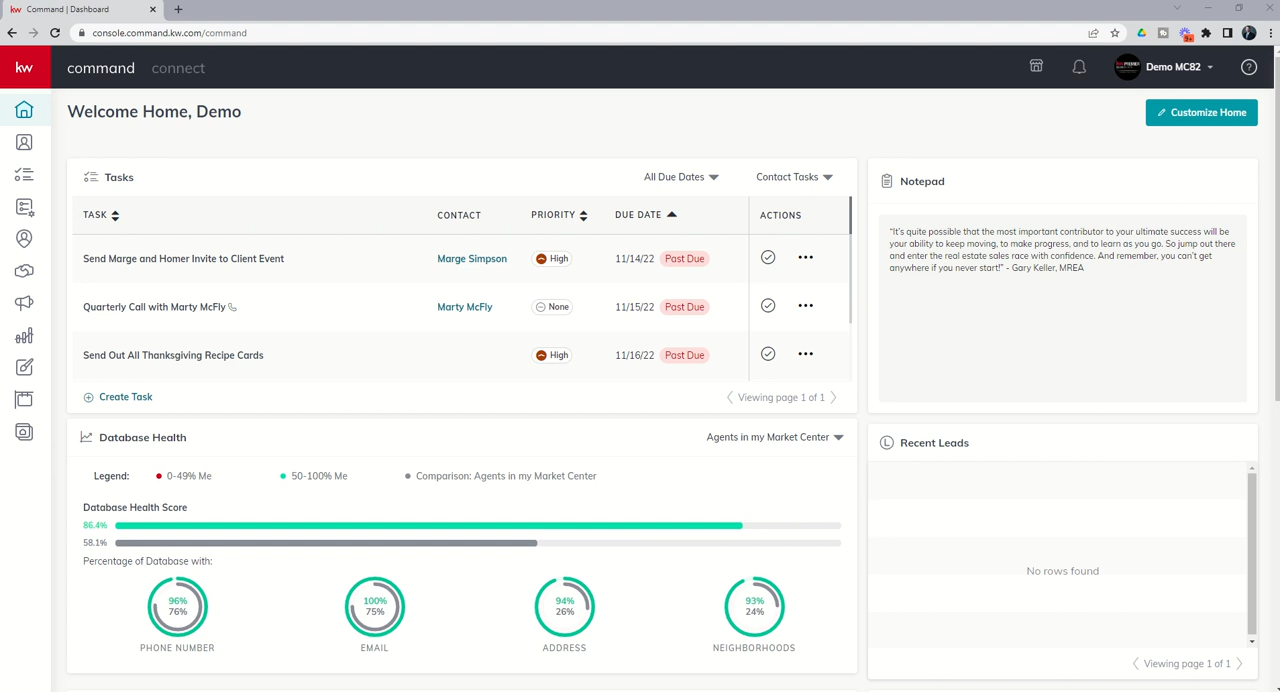 kw Command | Dashboard
console.command.kw.com/command
9+
kw
command connect
Demo MC82
Welcome Home, Demo
Customize Home
Tasks
All Due Dates
Contact Tasks
TASK CONTACT PRIORITY DUE DATE ACTIONS
Send Marge and Homer Invite to Client Event Marge Simpson High 11/14/22 Past Due
Quarterly Call with Marty McFly Marty McFly None 11/15/22 Past Due
Send Out All Thanksgiving Recipe Cards High 11/16/22 Past Due
Create Task
Viewing page 1 of 1
Notepad
“It's quite possible that the most important contributor to your ultimate success will be
your ability to keep moving, to make progress, and to learn as you go. So jump out there
and enter the real estate sales race with confidence. And remember, you can't get
anywhere if you never start!” - Gary Keller, MREA
Database Health
Agents in my Market Center
Legend: 0-49% Me 50-100% Me Comparison: Agents in my Market Center
Database Health Score
86.4%
58.1%
Percentage of Database with:
96% 100% 94% 93%
76% 75% 26% 24%
PHONE NUMBER EMAIL ADDRESS NEIGHBORHOODS
Recent Leads
No rows found
Viewing page 1 of 1